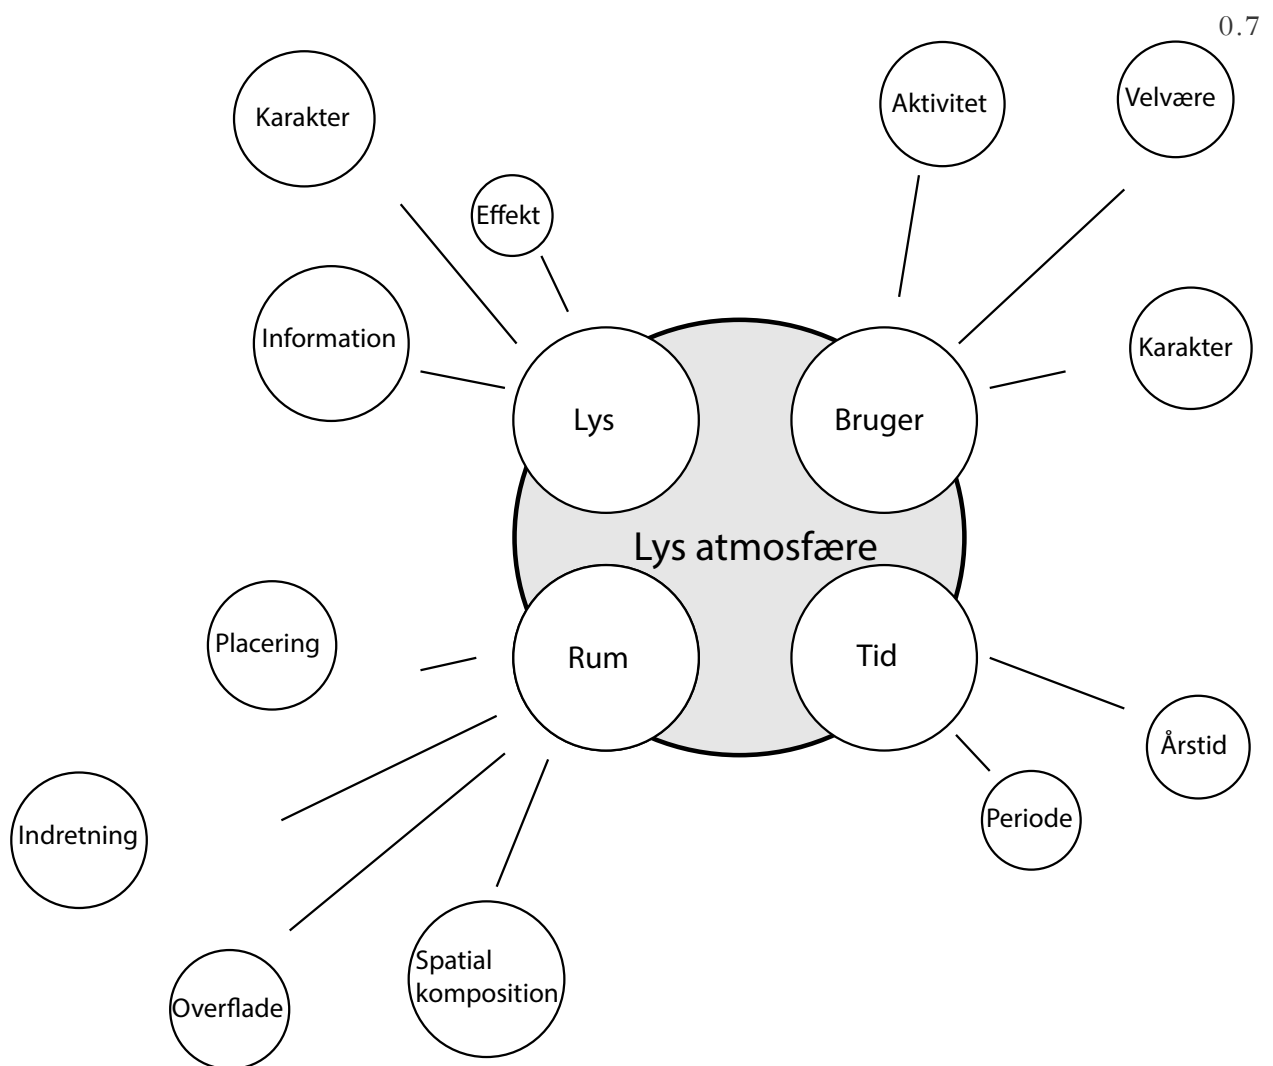 0.7
Karakter
Aktivitet
Velvære
Effekt
Information
Karakter
Lys
Bruger
Lys atmosfære
Placering
Rum
Tid
Årstid
Periode
Indretning
Spatial
komposition
Overflade